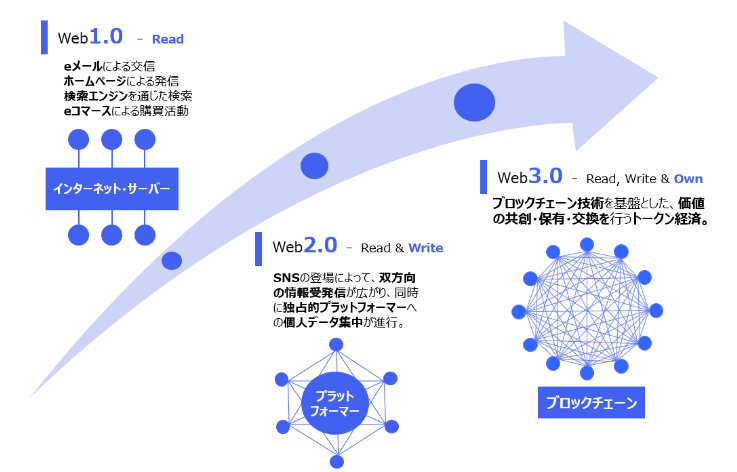 Web1.0 - Read
eメールによる交信
ホームページによる発信
検索エンジンを通じた検索
eコマースによる購買活動
インターネット・サーバー
Web2.0 - Read & Write
SNSの登場によって、双方向
の情報受発信が広がり、同時
に独占的プラットフォーマーへ
の個人データ集中が進行。
プラット
フォーマー
Web3.0 - Read, Write & Own
ブロックチェーン技術を基盤とした、価値
の共創・保有・交換を行うトークン経済。
ブロックチェーン